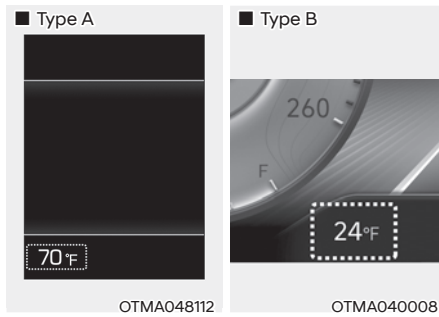 ■ Type A
70°F
OTMA048112
■ Type B
260
F
24°F
OTMA040008